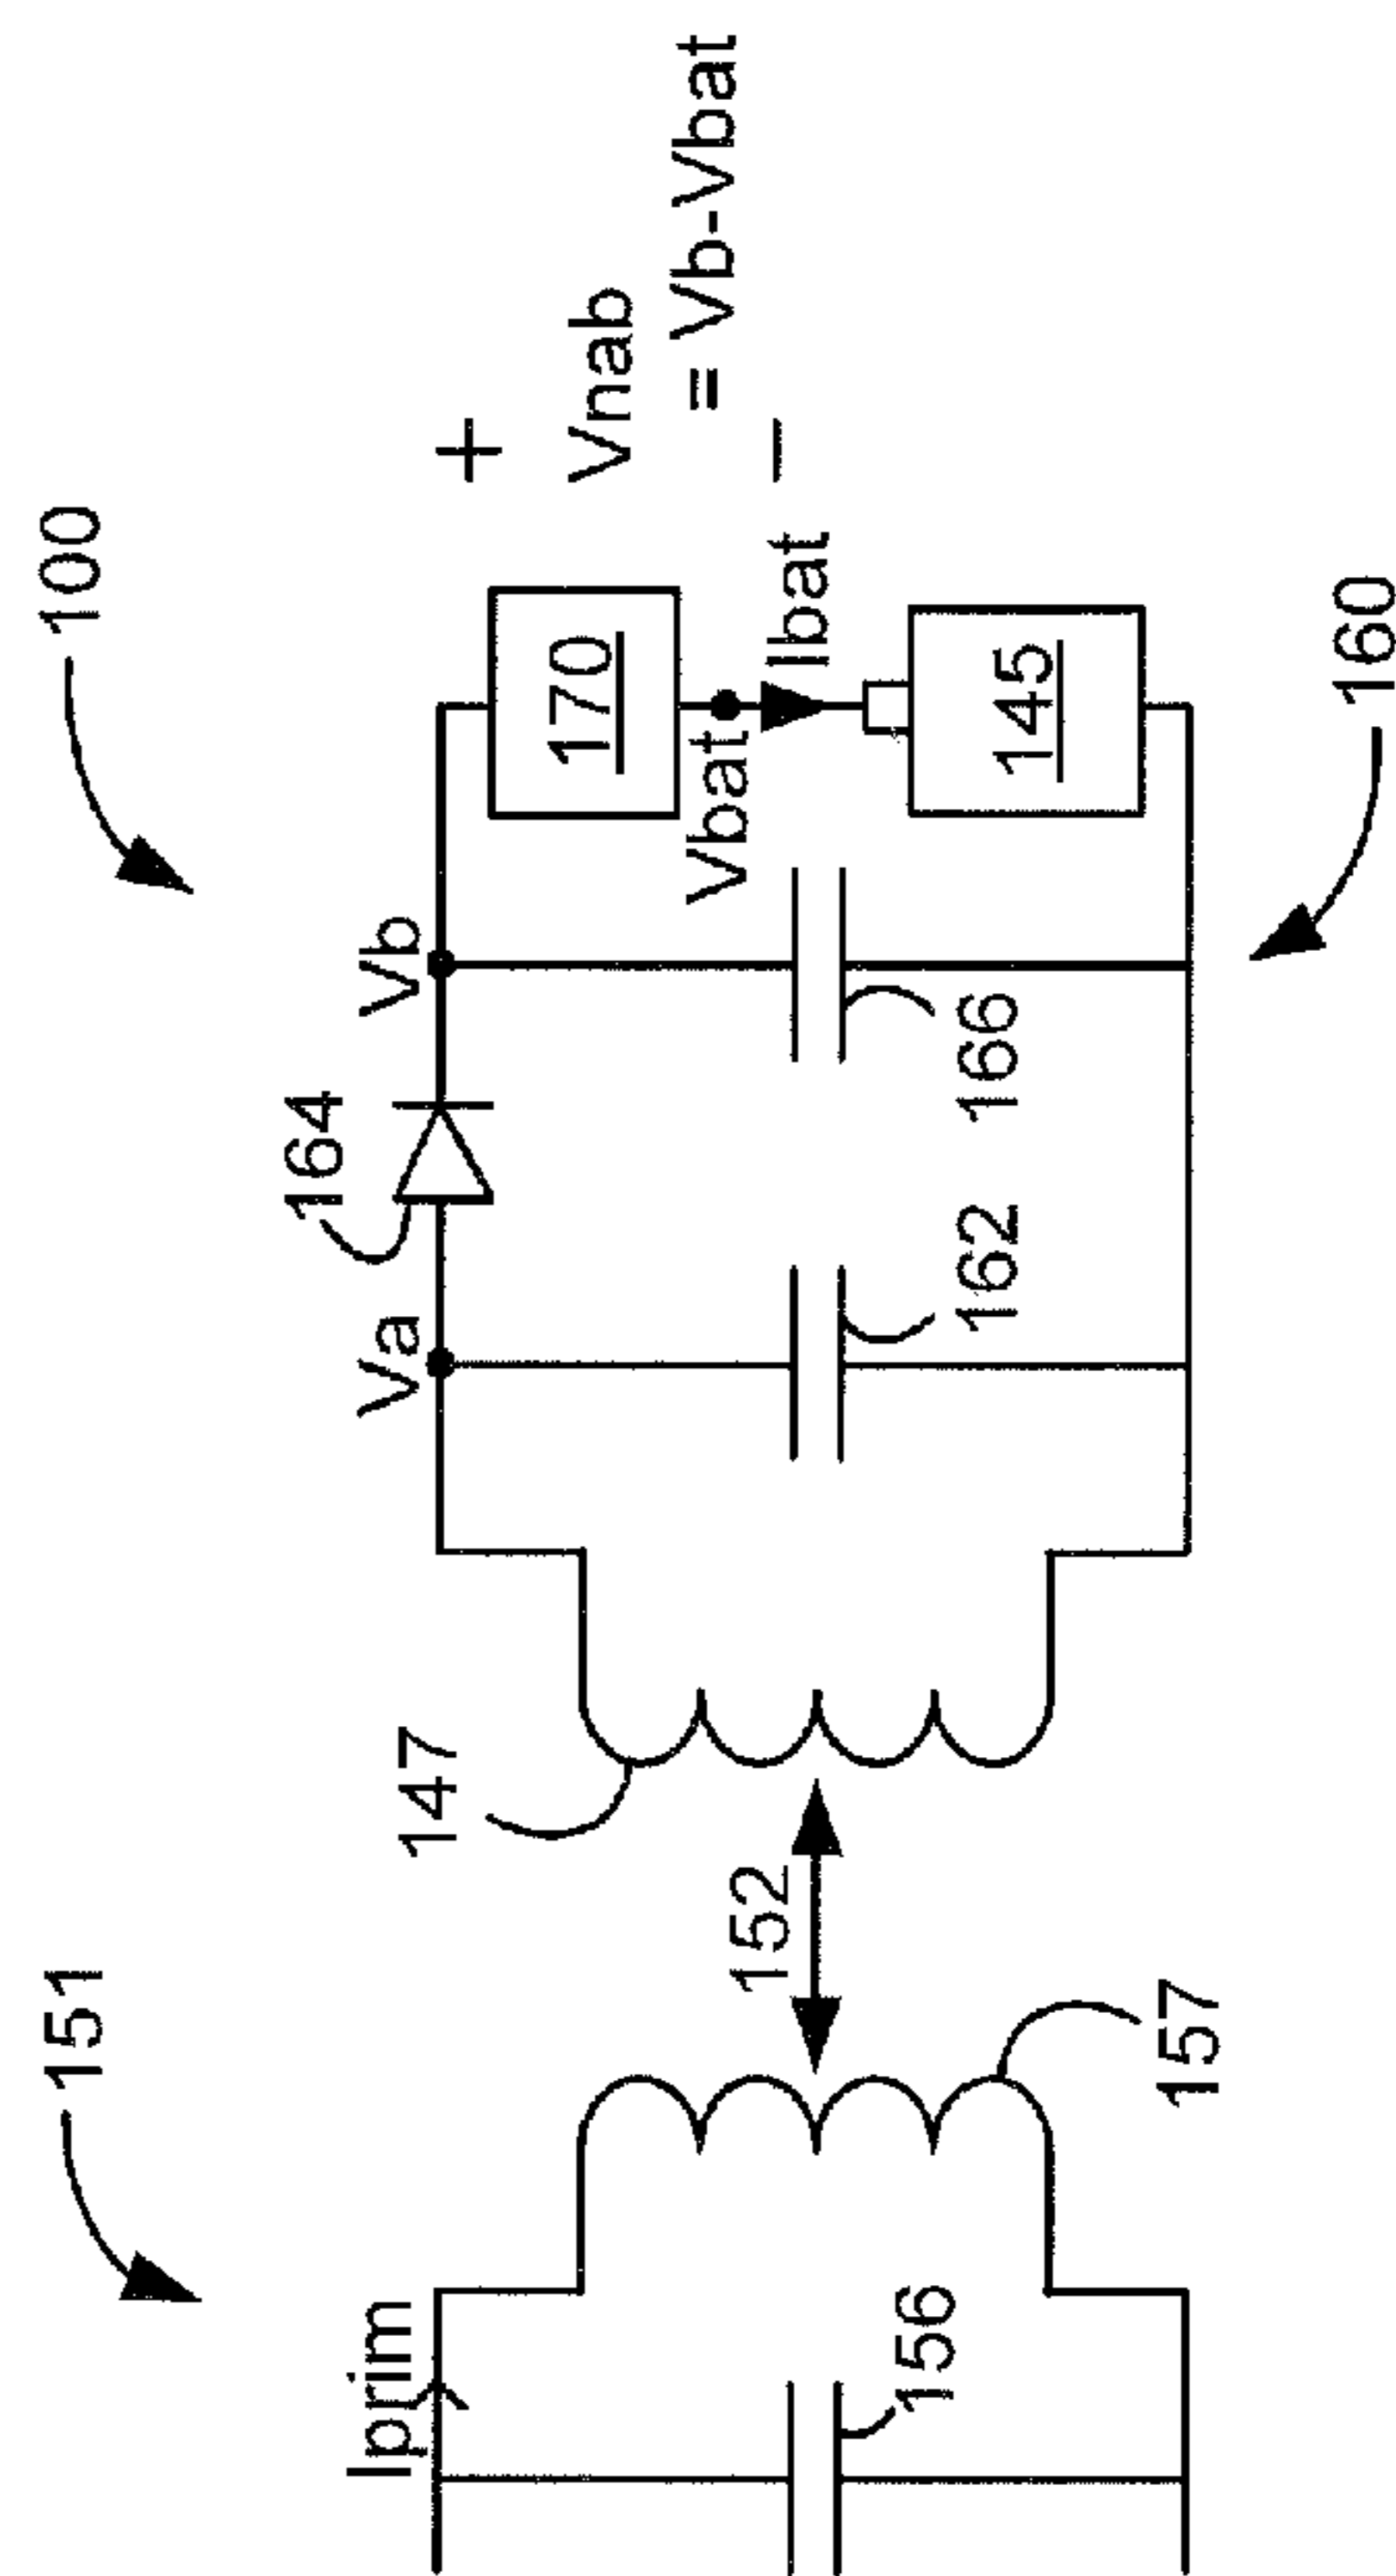 151
100
Iprim
156
157
152
147
Va
164
Vb
162
166
Vbat
170
Ibat
145
160
+
Vnab
= Vb-Vbat
−